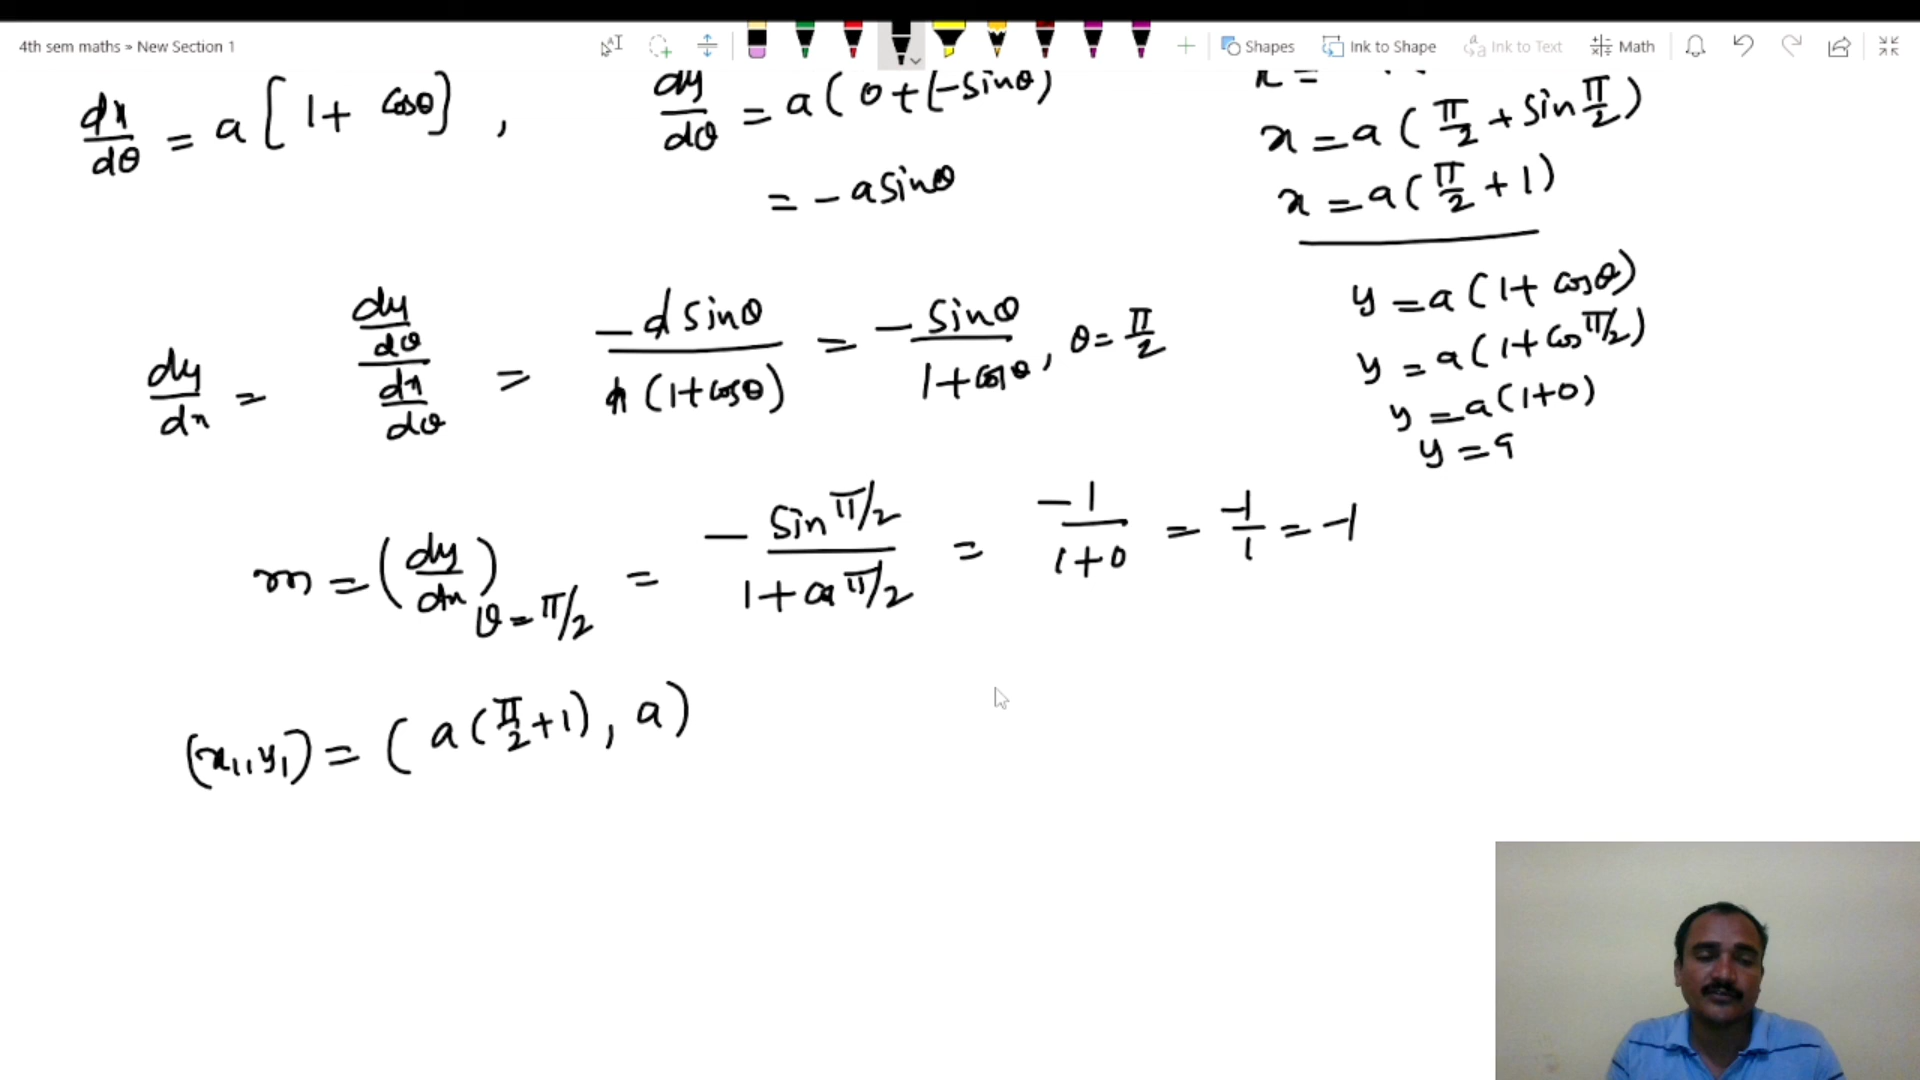 4th sem maths » New Section 1
Shapes Ink to Shape Ink to Text Math
dx/dθ = a[1 + cosθ] , dy/dθ = a(0+(-sinθ)
= -a sinθ
dy/dx = (dy/dθ)/(dx/dθ) = -a sinθ / a(1+cosθ) = -sinθ / 1+cosθ , θ = π/2
m = (dy/dx) θ = π/2 = - sin π/2 / 1+cos π/2 = -1 / 1+0 = -1/1 = -1
(x₁, y₁) = ( a(π/2+1), a)
x =
x = a(π/2 + sin π/2)
x = a(π/2 + 1)
y = a(1+ cosθ)
y = a(1+ cos π/2)
y = a(1+0)
y = a